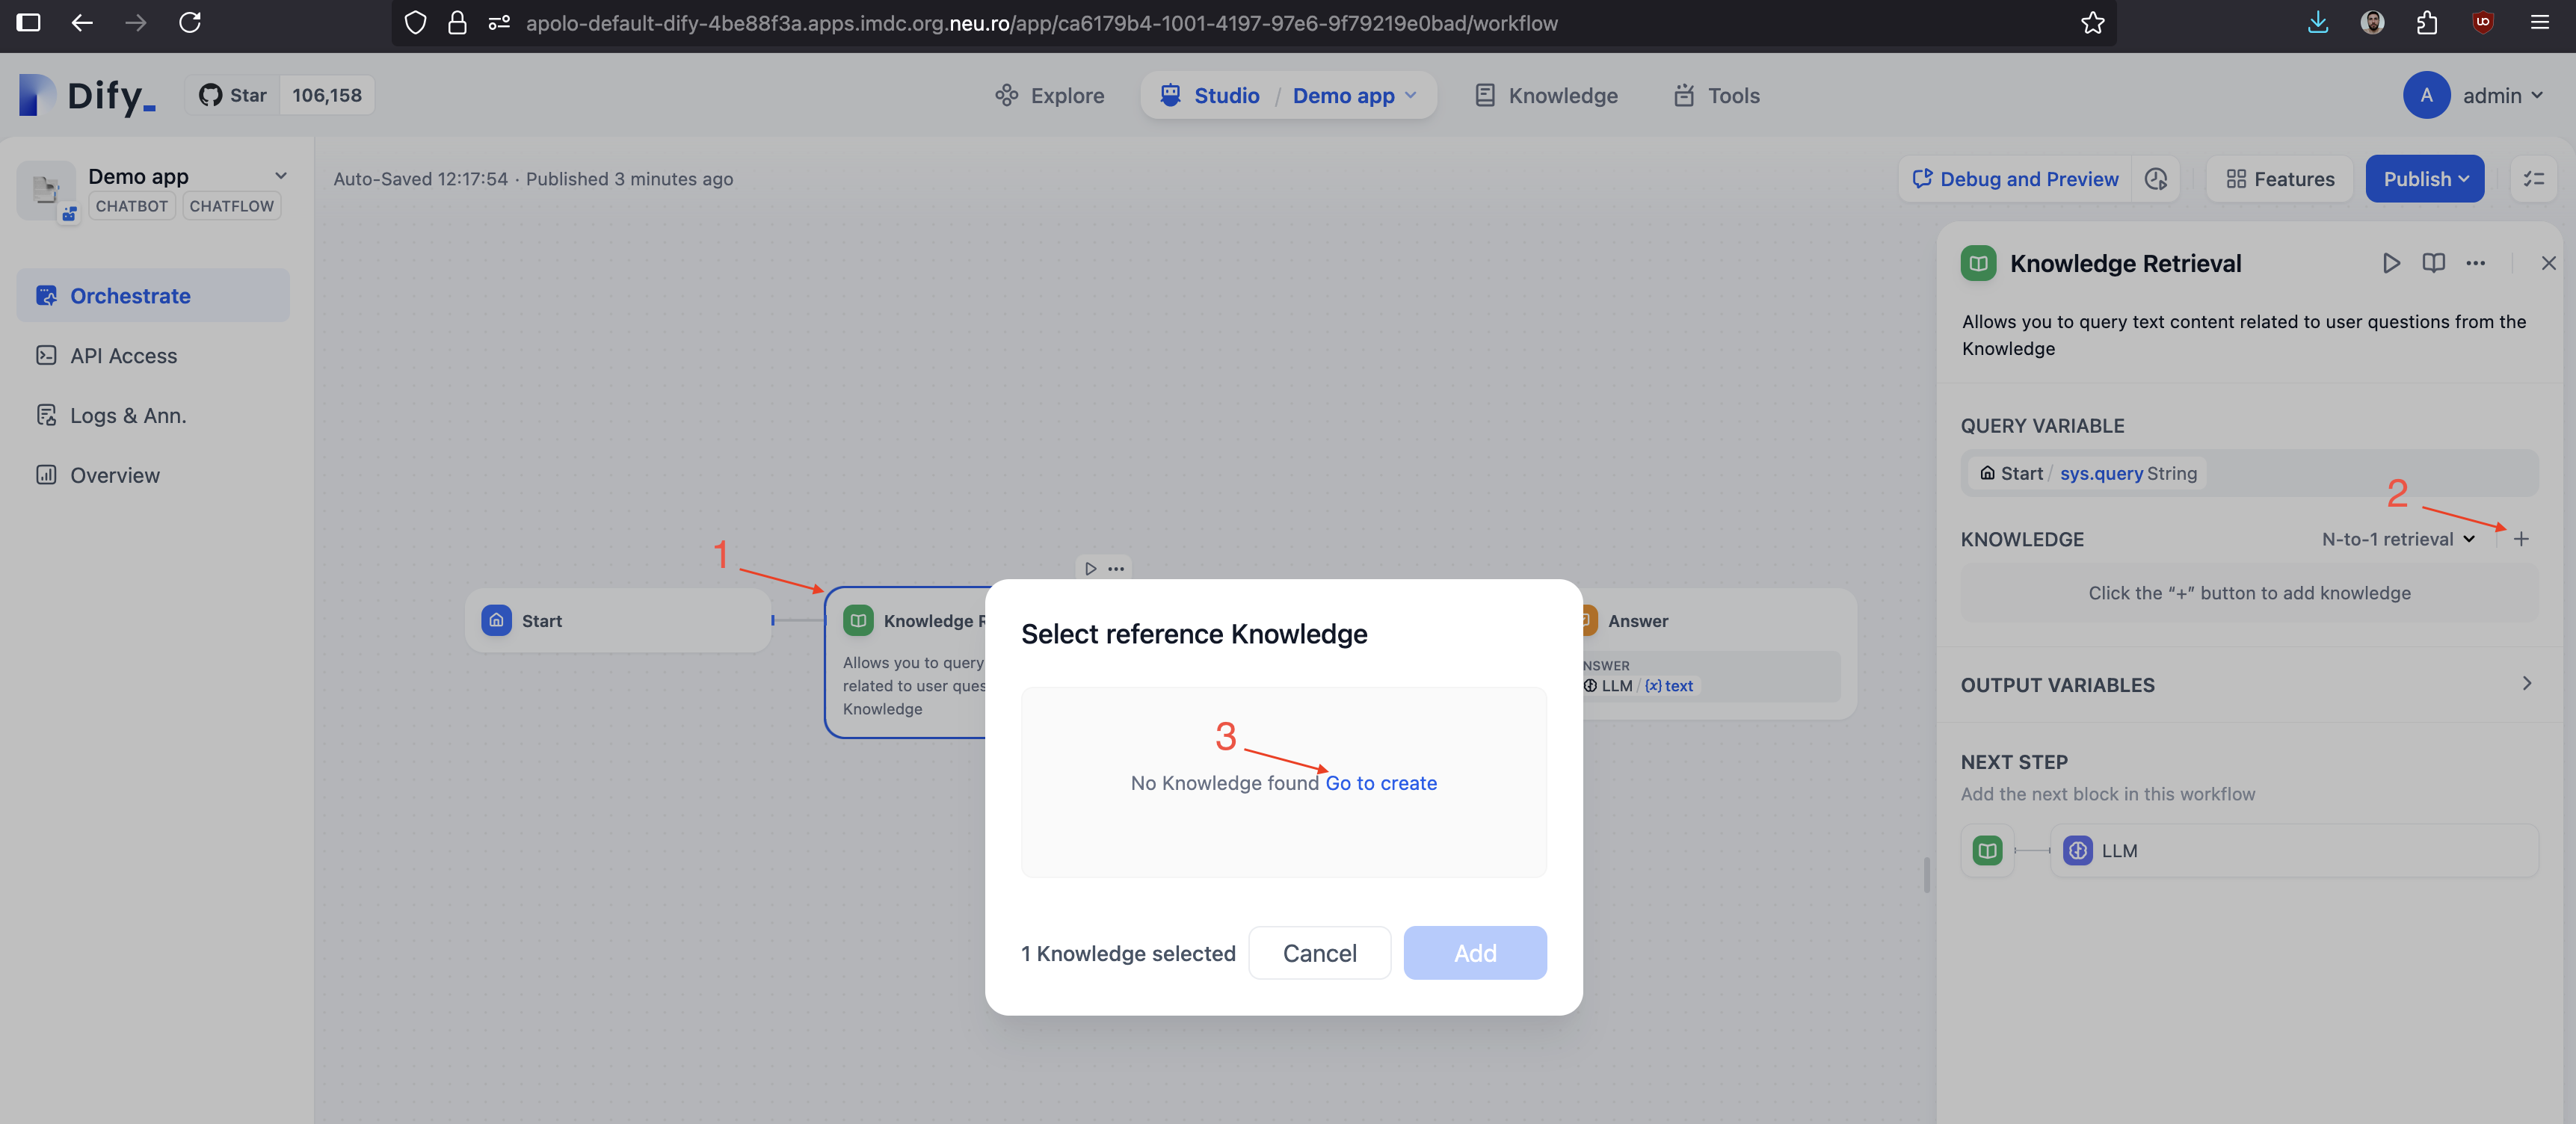 apolo-default-dify-4be88f3a.apps.imdc.org.neu.ro/app/ca6179b4-1001-4197-97e6-9f79219e0bad/workflow
Dify_
Star 106,158
Explore
Studio / Demo app
Knowledge
Tools
A admin
Demo app
CHATBOT CHATFLOW
Orchestrate
API Access
Logs & Ann.
Overview
Auto-Saved 12:17:54 · Published 3 minutes ago
Debug and Preview
Features
Publish
1
Start
Knowledge R
Allows you to query
related to user ques
Knowledge
Answer
NSWER
LLM / {x} text
Select reference Knowledge
3
No Knowledge found Go to create
1 Knowledge selected
Cancel
Add
Knowledge Retrieval
Allows you to query text content related to user questions from the
Knowledge
QUERY VARIABLE
Start / sys.query String
2
KNOWLEDGE
N-to-1 retrieval
Click the “+” button to add knowledge
OUTPUT VARIABLES
NEXT STEP
Add the next block in this workflow
LLM